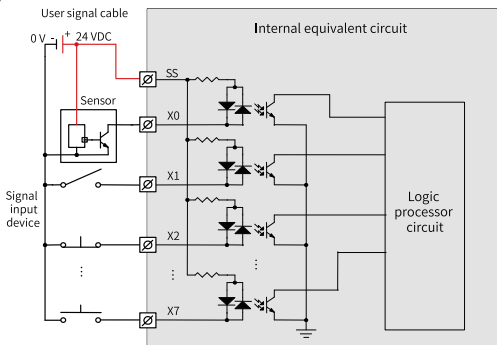 User signal cable
0 V - + 24 VDC
Internal equivalent circuit
SS
Sensor
X0
X1
Signal
input
device
Logic
processor
circuit
X2
...
...
...
X7